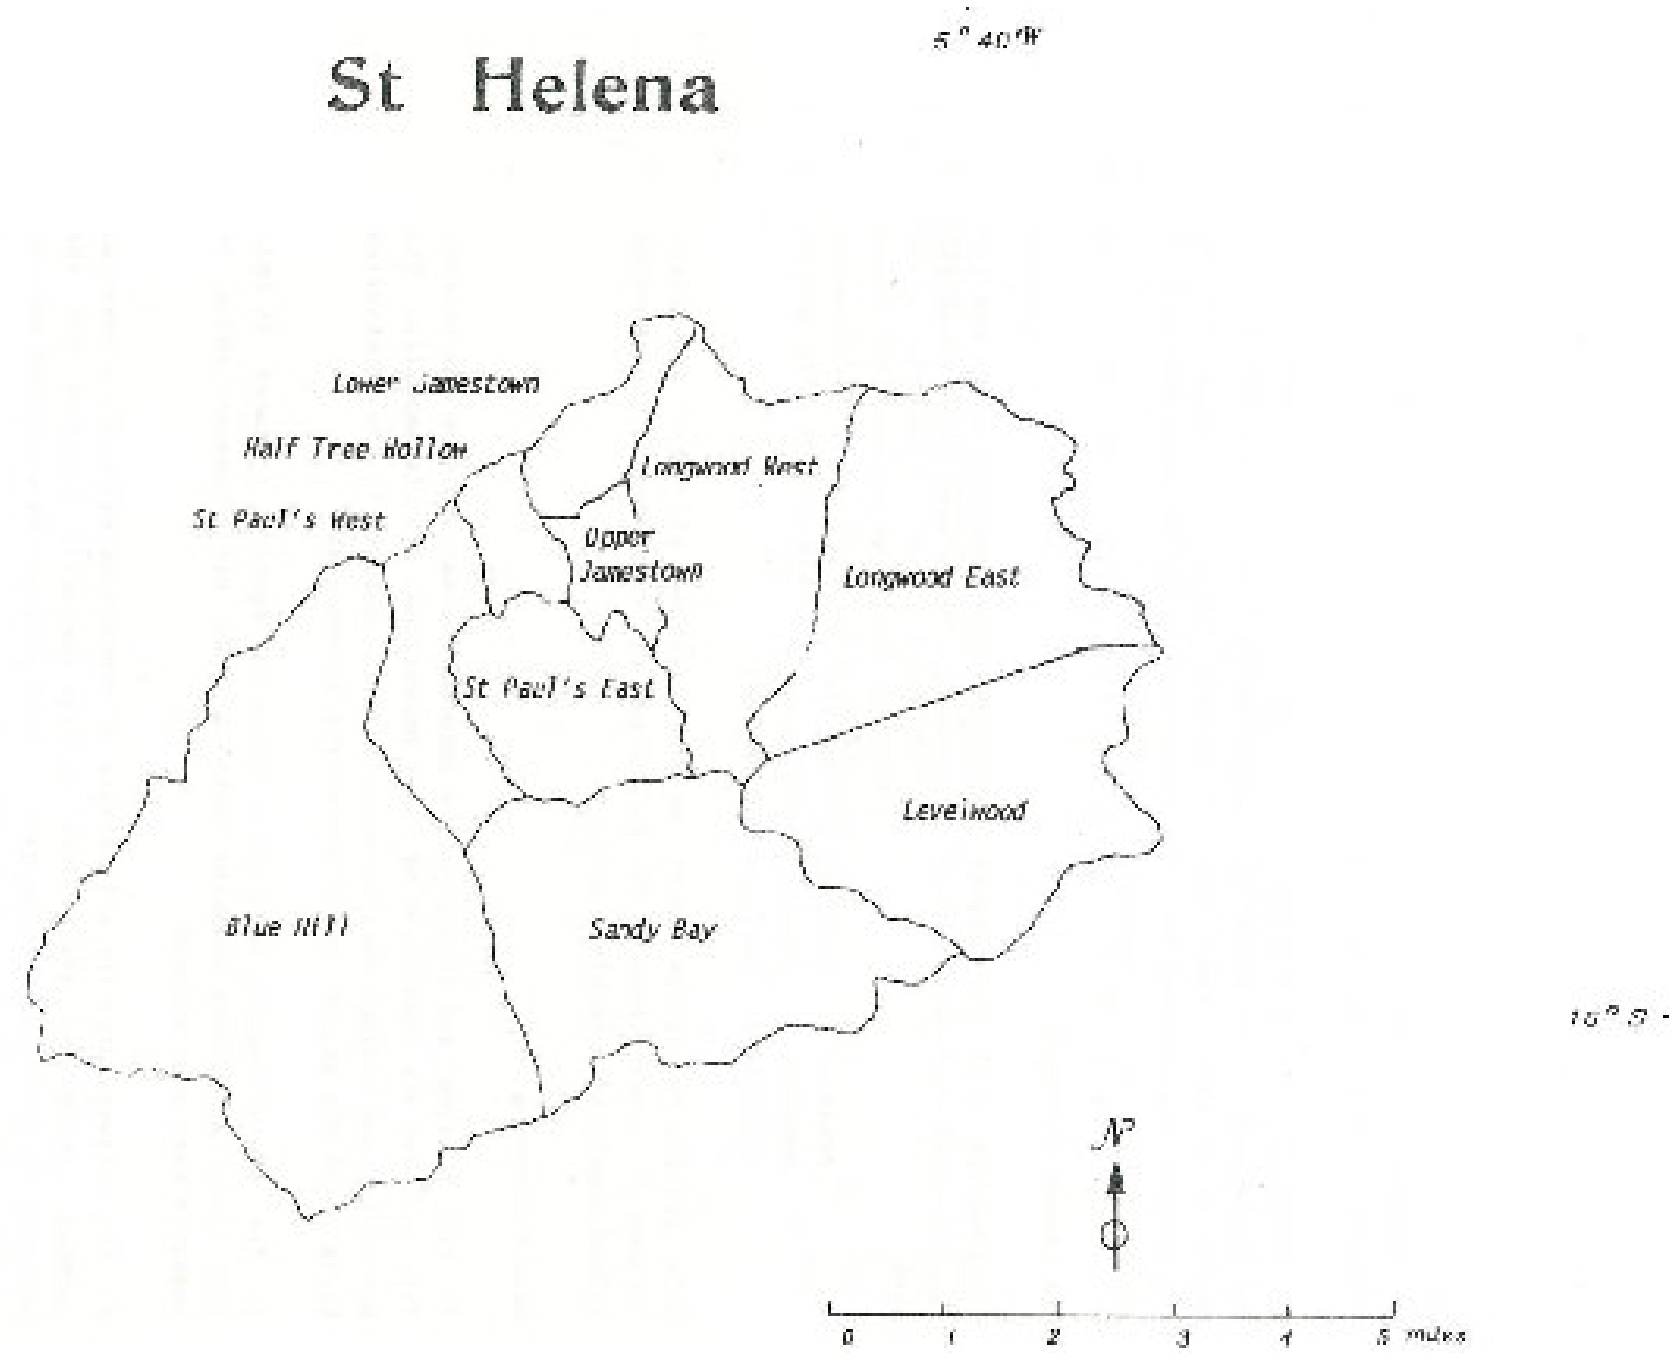 5° 40'W
St Helena
Lower Jamestown
Half Tree Hollow
Longwood West
St Paul's West
Upper
Jamestown
Longwood East
St Paul's East
Levelwood
Blue Hill
Sandy Bay
16° S
N
0 1 2 3 4 5 miles